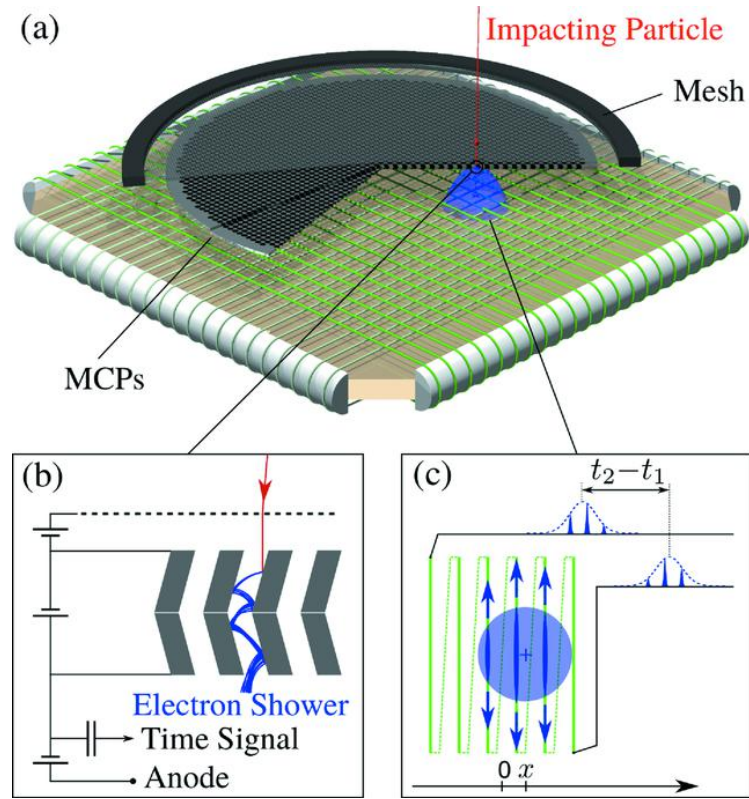 (a)
Impacting Particle
Mesh
MCPs
(b)
Electron Shower
Time Signal
Anode
(c)
t₂−t₁
0 x